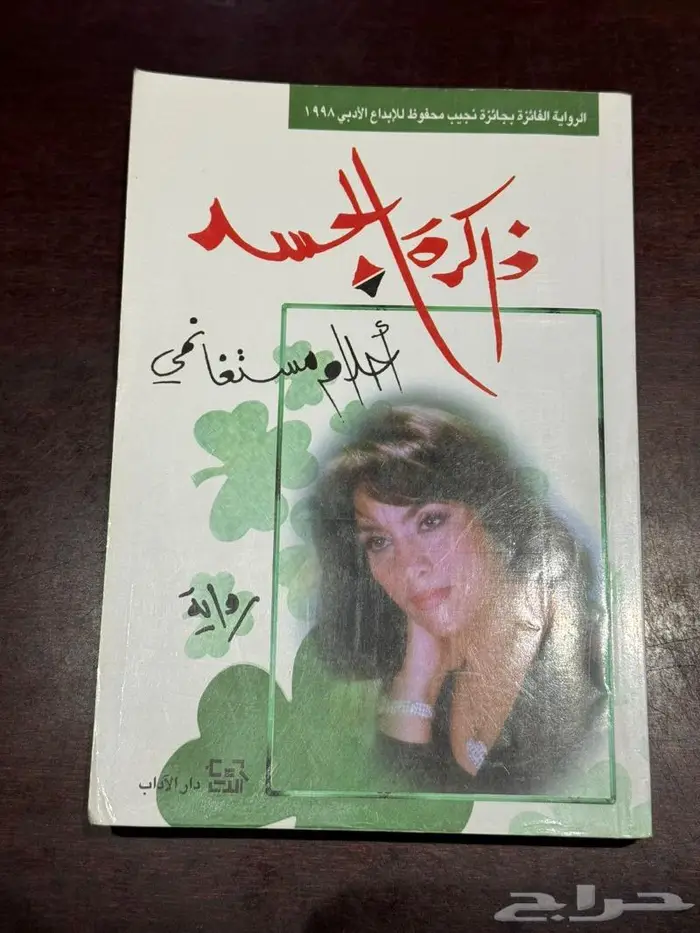 الرواية الفائزة بجائزة نجيب محفوظ للإبداع الأدبي ١٩٩٨
ذاكرة الجسد
أحلام مستغانمي
رواية
دار الآداب
حراج